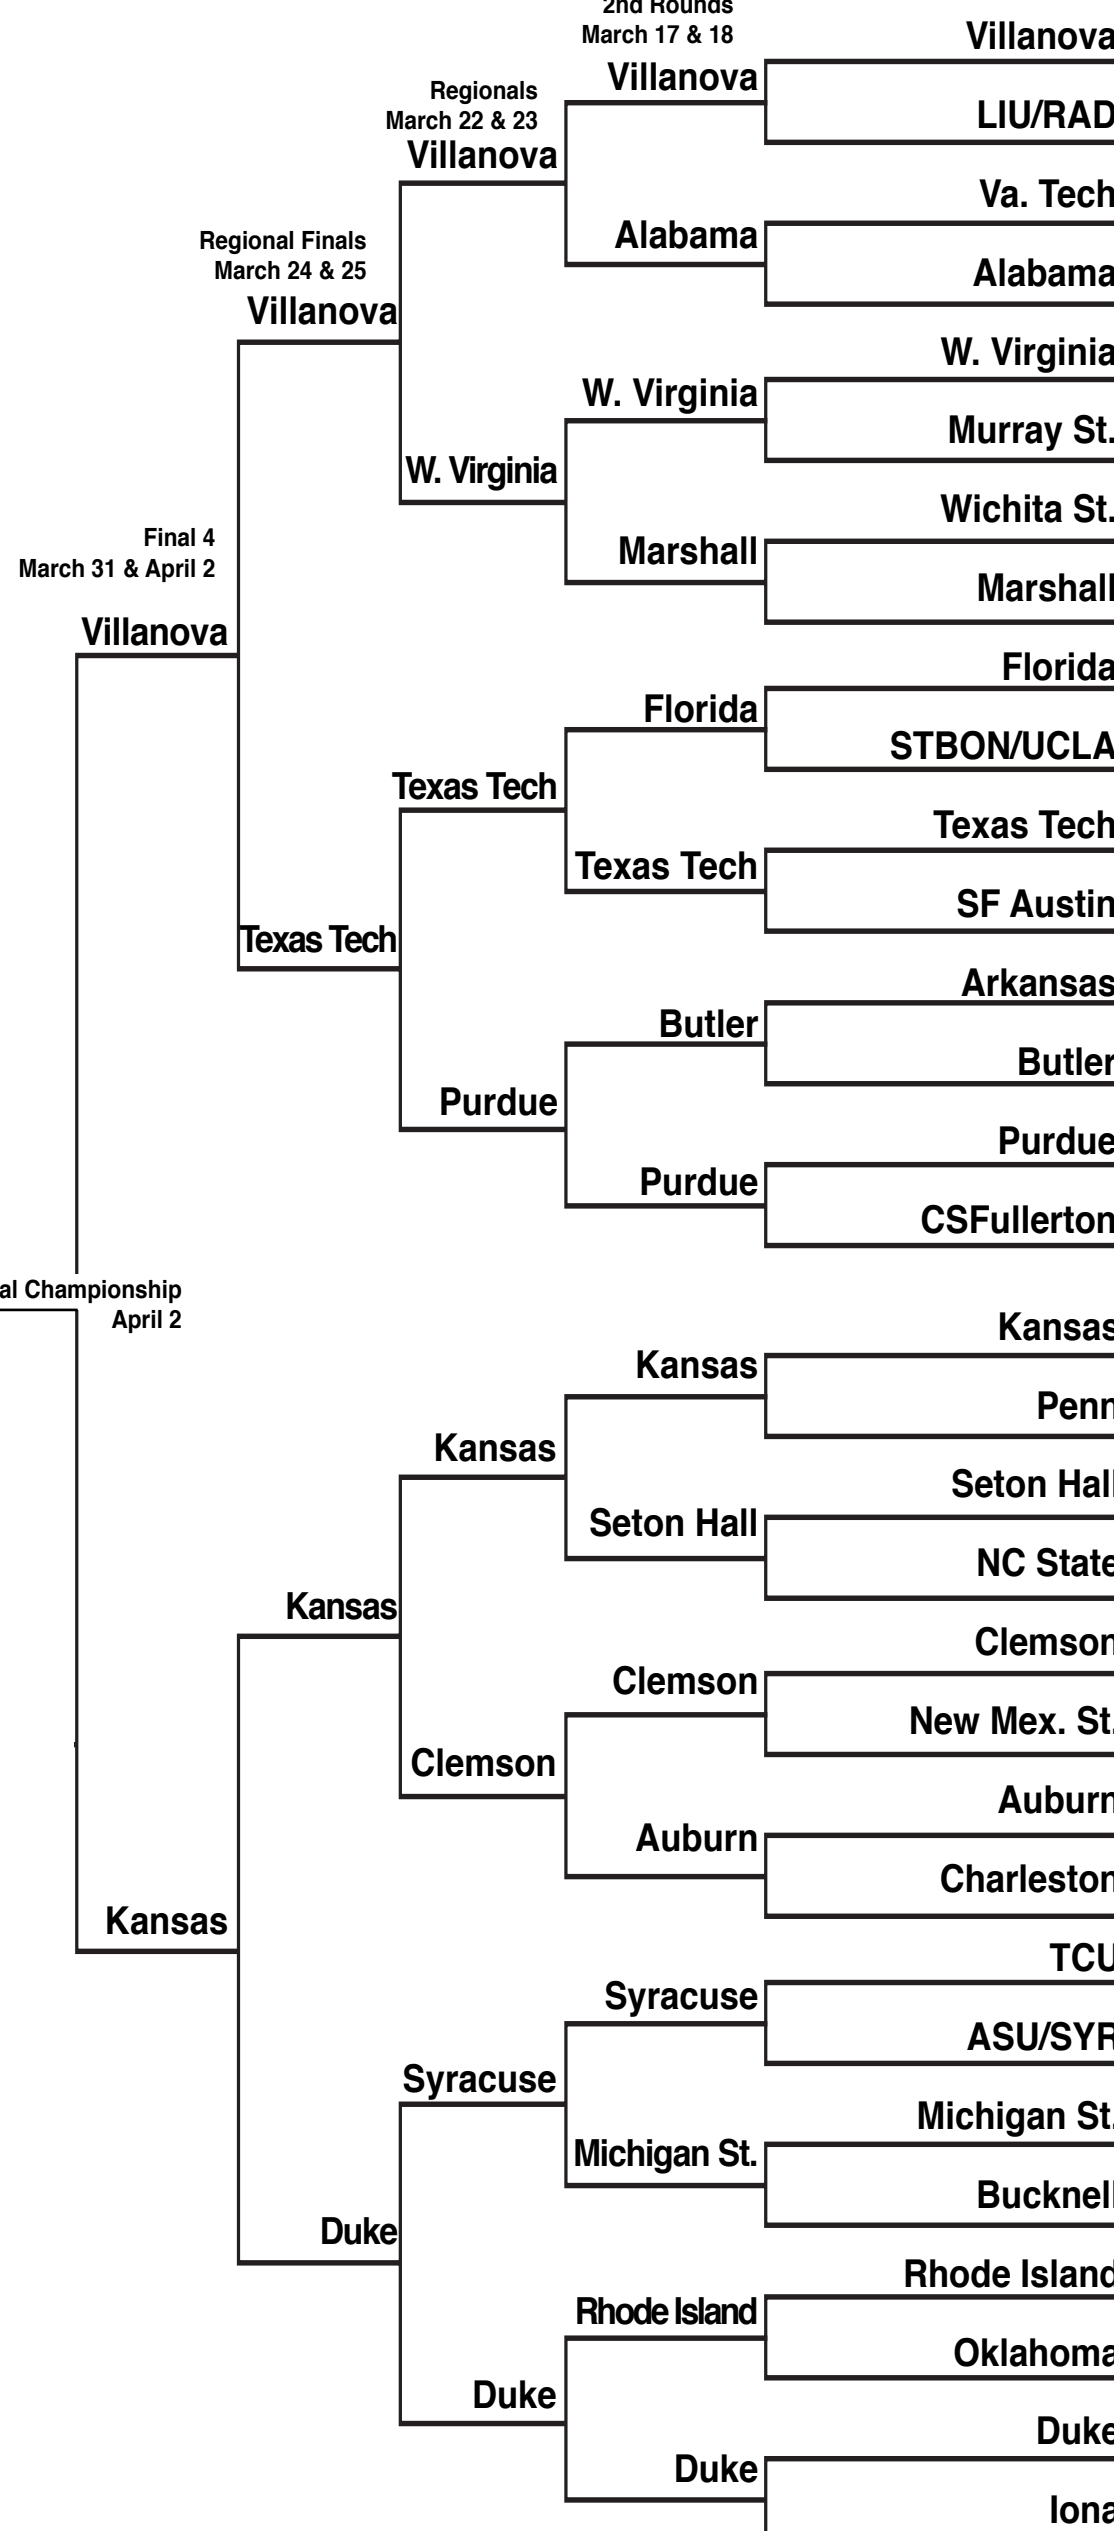 2nd Rounds
March 17 & 18
Villanova
Villanova
Regionals
March 22 & 23
Villanova
LIU/RAD
Va. Tech
Alabama
Alabama
Regional Finals
March 24 & 25
Villanova
W. Virginia
W. Virginia
Murray St.
W. Virginia
Wichita St.
Marshall
Marshall
Final 4
March 31 & April 2
Villanova
Florida
Florida
STBON/UCLA
Texas Tech
Texas Tech
Texas Tech
SF Austin
Texas Tech
Arkansas
Butler
Butler
Purdue
Purdue
Purdue
CSFullerton
al Championship
April 2
Kansas
Kansas
Penn
Kansas
Seton Hall
Seton Hall
NC State
Kansas
Clemson
Clemson
New Mex. St.
Clemson
Auburn
Auburn
Charleston
Kansas
TCU
Syracuse
ASU/SYR
Syracuse
Michigan St.
Michigan St.
Bucknell
Duke
Rhode Island
Rhode Island
Oklahoma
Duke
Duke
Duke
Iona